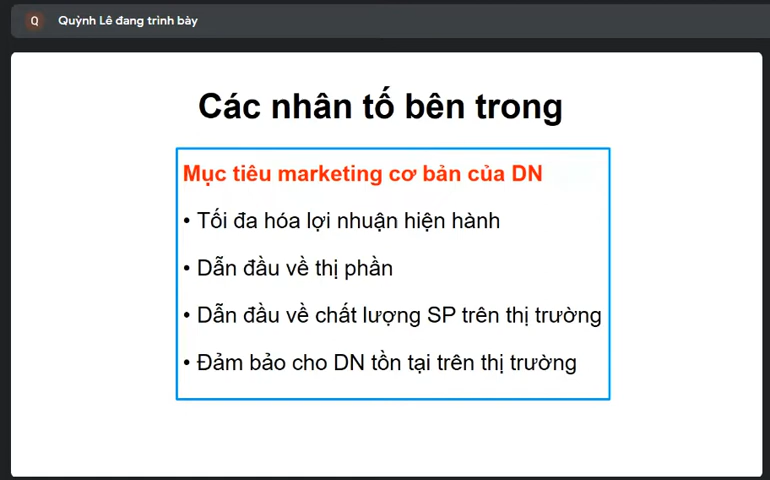 Q Quỳnh Lê đang trình bày
Các nhân tố bên trong
Mục tiêu marketing cơ bản của DN
• Tối đa hóa lợi nhuận hiện hành
• Dẫn đầu về thị phần
• Dẫn đầu về chất lượng SP trên thị trường
• Đảm bảo cho DN tồn tại trên thị trường